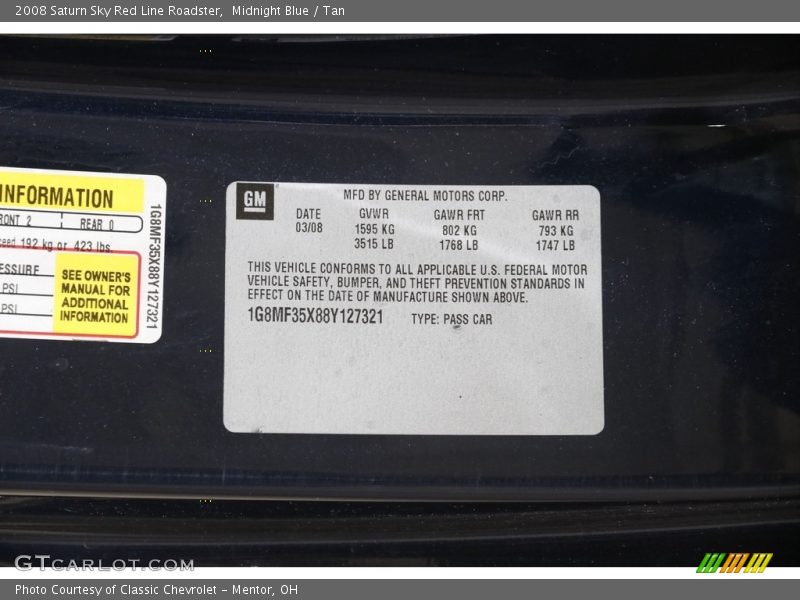 2008 Saturn Sky Red Line Roadster, Midnight Blue / Tan
INFORMATION
RONT 2 REAR 0
ceed 192 kg or 423 lbs.
ESSURE
PSI
PSI
SEE OWNER'S
MANUAL FOR
ADDITIONAL
INFORMATION
1G8MF35X88Y127321
GM
MFD BY GENERAL MOTORS CORP.
DATE GVWR GAWR FRT GAWR RR
03/08 1595 KG 802 KG 793 KG
3515 LB 1768 LB 1747 LB
THIS VEHICLE CONFORMS TO ALL APPLICABLE U.S. FEDERAL MOTOR
VEHICLE SAFETY, BUMPER, AND THEFT PREVENTION STANDARDS IN
EFFECT ON THE DATE OF MANUFACTURE SHOWN ABOVE.
1G8MF35X88Y127321 TYPE: PASS CAR
GTCARLOT.COM
Photo Courtesy of Classic Chevrolet - Mentor, OH